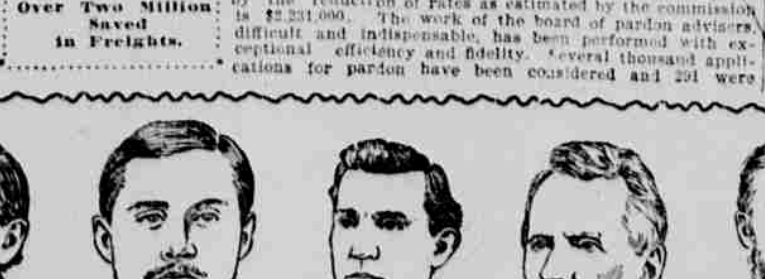 Over Two Million
Saved
in Freights.
by the reduction of rates as estimated by the commission
is $2,231,000. The work of the board of pardon advisers,
difficult and indispensable, has been performed with ex-
ceptional efficiency and fidelity. Several thousand appli-
cations for pardon have been considered and 291 were